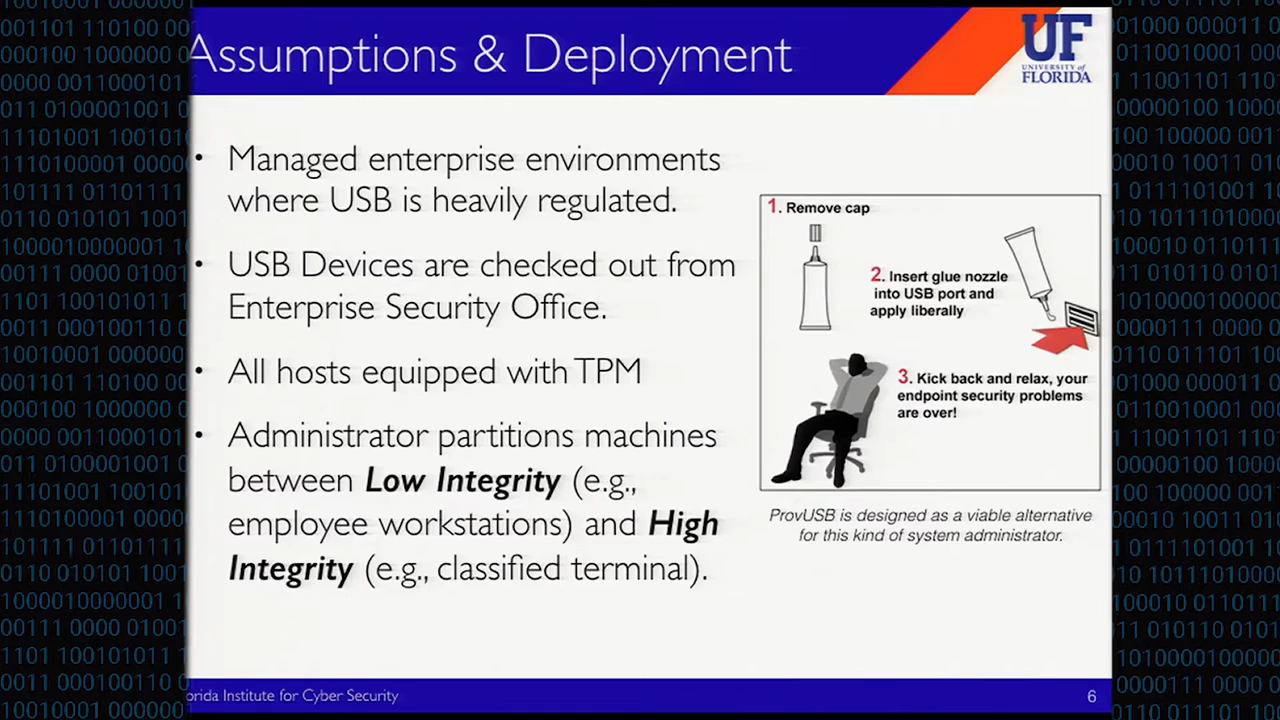 Assumptions & Deployment
UF
UNIVERSITY of
FLORIDA
• Managed enterprise environments
where USB is heavily regulated.
• USB Devices are checked out from
Enterprise Security Office.
• All hosts equipped with TPM
• Administrator partitions machines
between Low Integrity (e.g.,
employee workstations) and High
Integrity (e.g., classified terminal).
1. Remove cap
2. Insert glue nozzle
into USB port and
apply liberally
3. Kick back and relax, your
endpoint security problems
are over!
ProvUSB is designed as a viable alternative
for this kind of system administrator.
orida Institute for Cyber Security
6